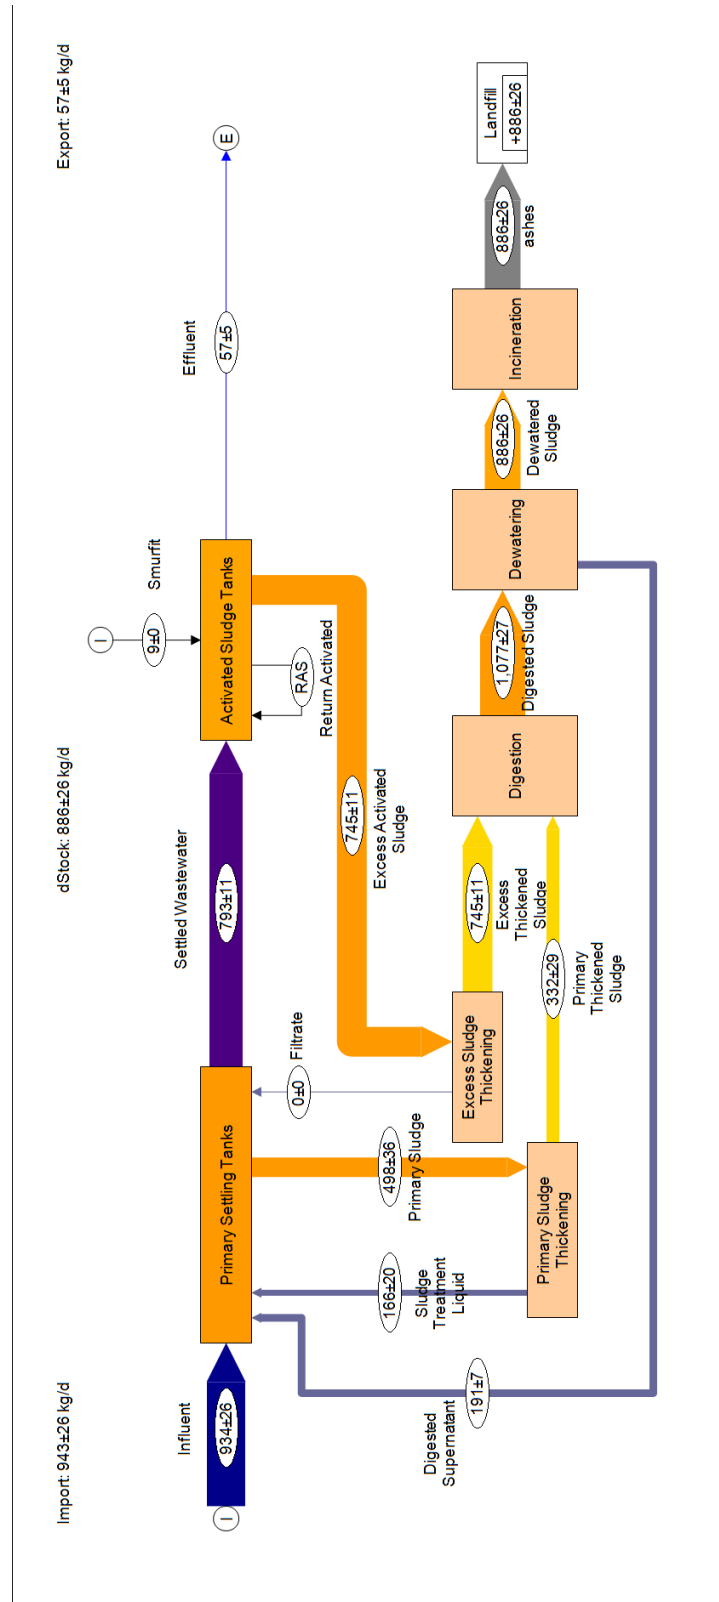 Import: 943±26 kg/d
dStock: 886±26 kg/d
Export: 57±5 kg/d
I
9±0
Smurfit
Influent
934±26
I
Primary Settling Tanks
Settled Wastewater
793±11
Activated Sludge Tanks
Effluent
57±5
E
RAS
Return Activated
0±0
Filtrate
745±11
Excess Activated
Sludge
498±36
Primary Sludge
166±20
Sludge
Treatment
Liquid
Digested
Supernatant
191±7
Excess Sludge
Thickening
745±11
Excess
Thickened
Sludge
Primary Sludge
Thickening
332±29
Primary
Thickened
Sludge
Digestion
1,077±27
Digested Sludge
Dewatering
886±26
Dewatered
Sludge
Incineration
886±26
ashes
Landfill
+886±26